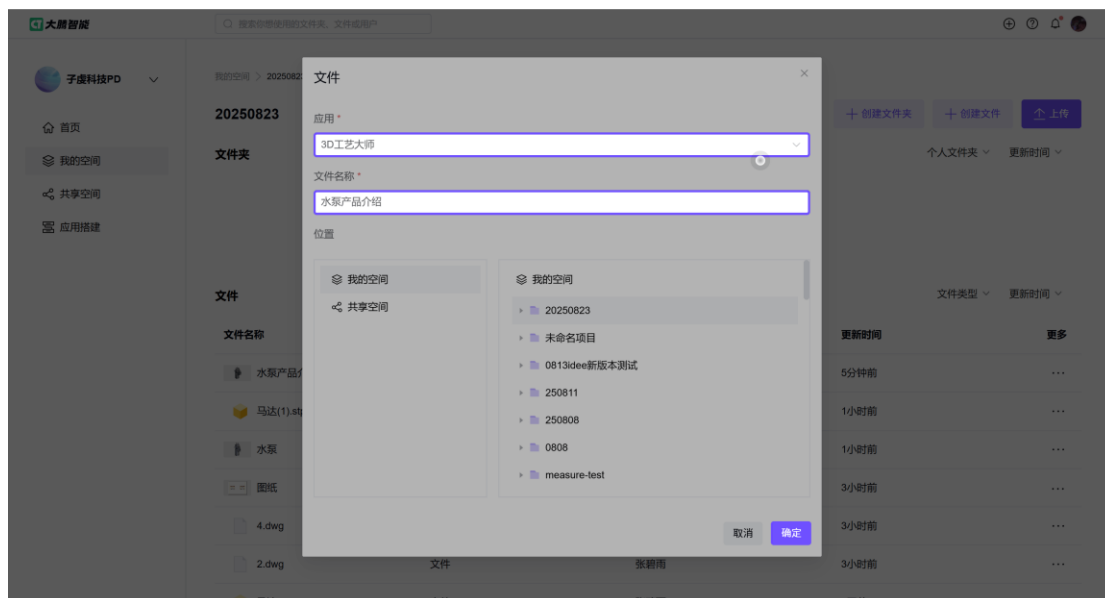 大腾智能
搜索你想使用的文件夹、文件或用户
子虔科技PD
首页
我的空间
共享空间
应用搭建
我的空间 > 2025082
20250823
创建文件夹
创建文件
上传
文件夹
个人文件夹
更新时间
文件
文件类型
更新时间
文件名称
更新时间
更多
水泵产品
5分钟前
马达(1).st
1小时前
水泵
1小时前
图纸
3小时前
4.dwg
3小时前
2.dwg
文件
张碧雨
3小时前
文件
应用 *
3D工艺大师
文件名称 *
水泵产品介绍
位置
我的空间
共享空间
我的空间
20250823
未命名项目
0813idee新版本测试
250811
250808
0808
measure-test
取消
确定